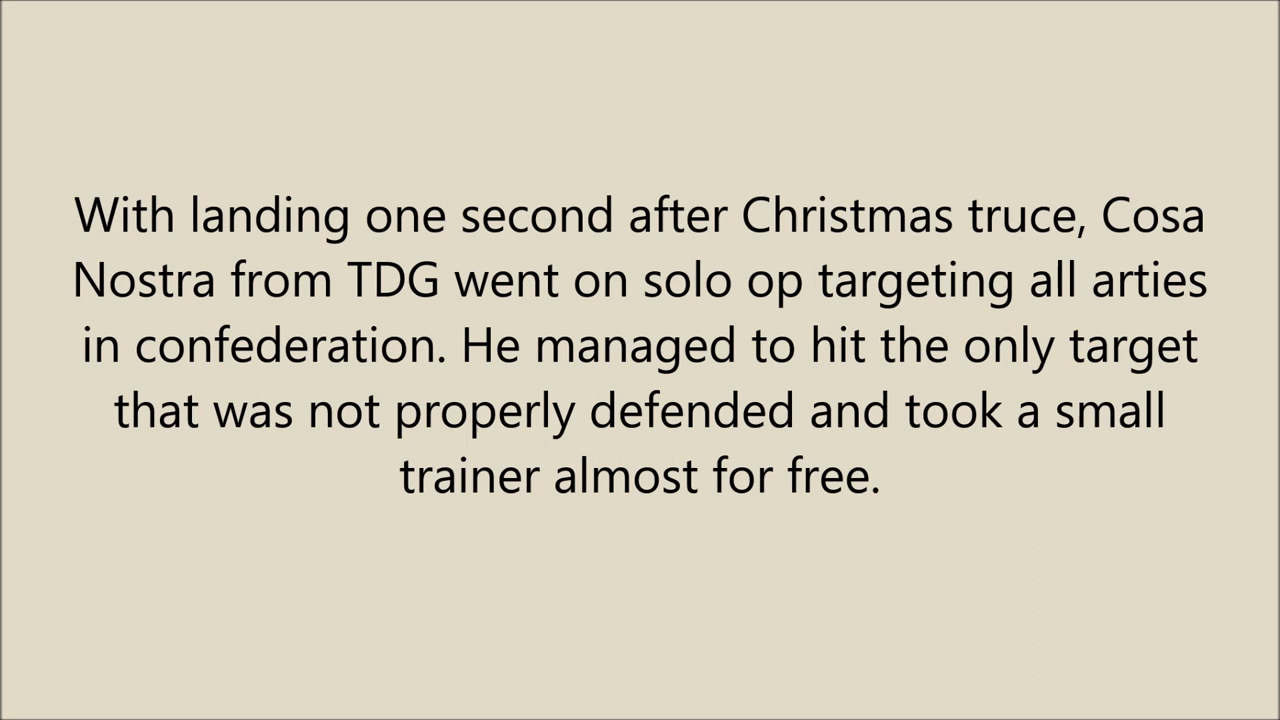 With landing one second after Christmas truce, Cosa
Nostra from TDG went on solo op targeting all arties
in confederation. He managed to hit the only target
that was not properly defended and took a small
trainer almost for free.